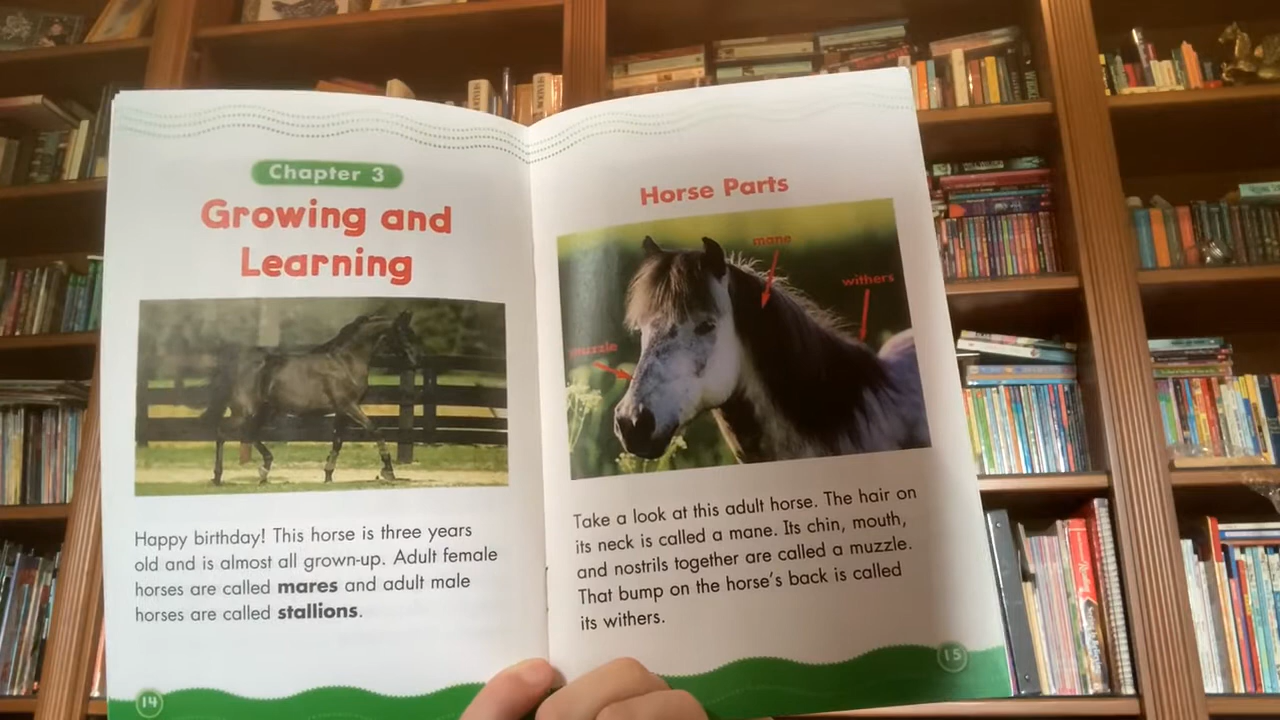 Chapter 3
Growing and
Learning
Happy birthday! This horse is three years
old and is almost all grown-up. Adult female
horses are called mares and adult male
horses are called stallions.
14
Horse Parts
mane
withers
muzzle
Take a look at this adult horse. The hair on
its neck is called a mane. Its chin, mouth,
and nostrils together are called a muzzle.
That bump on the horse's back is called
its withers.
15